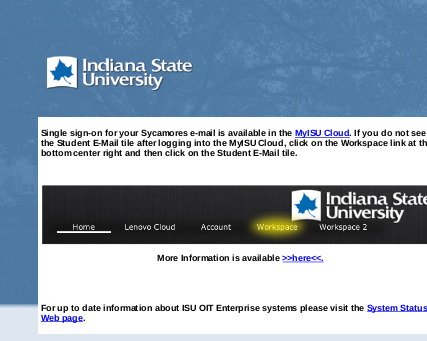 Indiana State
University
Single sign-on for your Sycamores e-mail is available in the MyISU Cloud. If you do not see
the Student E-Mail tile after logging into the MyISU Cloud, click on the Workspace link at th
bottom center right and then click on the Student E-Mail tile.
Indiana State
University
Home Lenovo Cloud Account Workspace Workspace 2
More Information is available >>here<<.
For up to date information about ISU OIT Enterprise systems please visit the System Status
Web page.